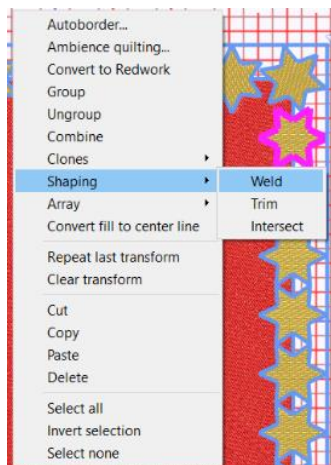 Autoborder...
Ambience quilting...
Convert to Redwork
Group
Ungroup
Combine
Clones
Shaping
Weld
Array
Trim
Convert fill to center line
Intersect
Repeat last transform
Clear transform
Cut
Copy
Paste
Delete
Select all
Invert selection
Select none